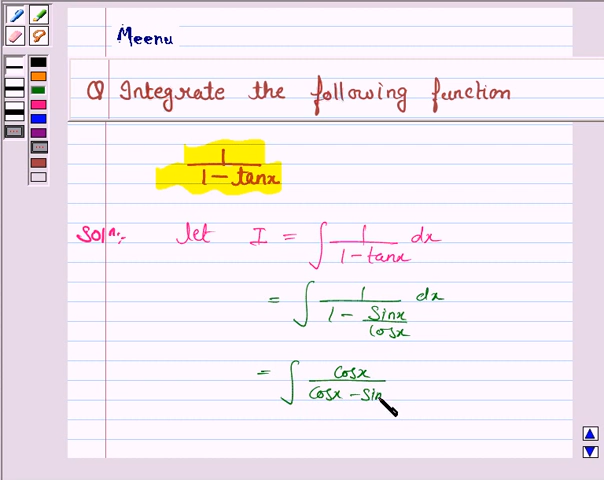 Meenu
Q Integrate the following function
1
1 - tanx
Soln:- let I = ∫ 1 / 1 - tanx dx
= ∫ 1 / 1 - Sinx/cosx dx
= ∫ cosx / cosx - sin